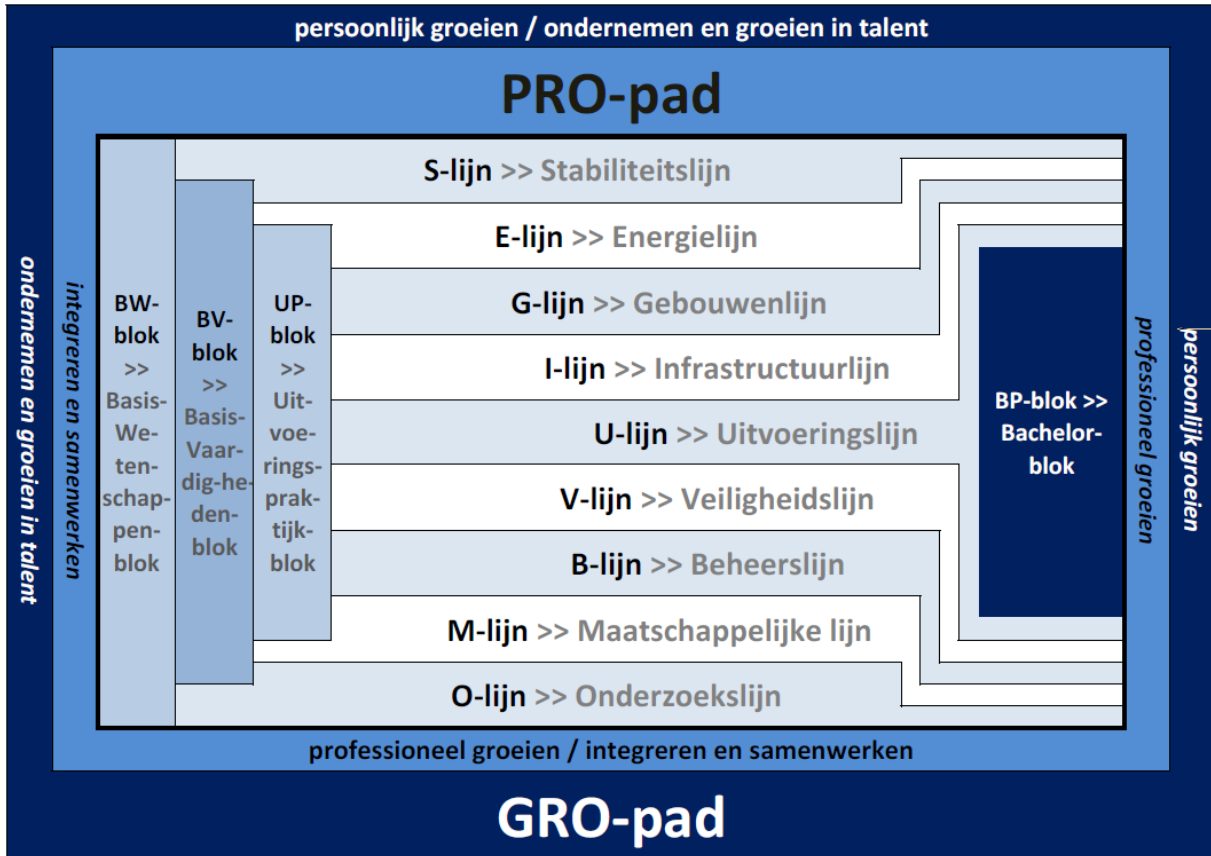 persoonlijk groeien / ondernemen en groeien in talent
PRO-pad
ondernemen en groeien in talent
integreren en samenwerken
BW-
blok
>>
Basis-
We-
ten-
schap-
pen-
blok
BV-
blok
>>
Basis-
Vaar-
dig-he-
den-
blok
UP-
blok
>>
Uit-
voe-
rings-
prak-
tijk-
blok
S-lijn >> Stabiliteitslijn
E-lijn >> Energielijn
G-lijn >> Gebouwenlijn
I-lijn >> Infrastructuurlijn
U-lijn >> Uitvoeringslijn
V-lijn >> Veiligheidslijn
B-lijn >> Beheerslijn
M-lijn >> Maatschappelijke lijn
O-lijn >> Onderzoekslijn
BP-blok >>
Bachelor-
blok
professioneel groeien
persoonlijk groeien
professioneel groeien / integreren en samenwerken
GRO-pad